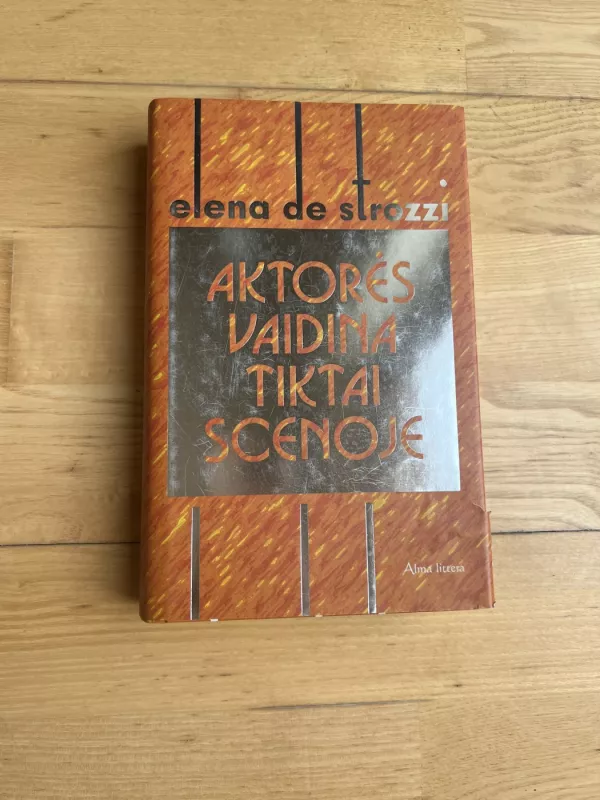 elena de strozzi
AKTORĖS
VAIDINA
TIKTAI
SCENOJE
Alma littera